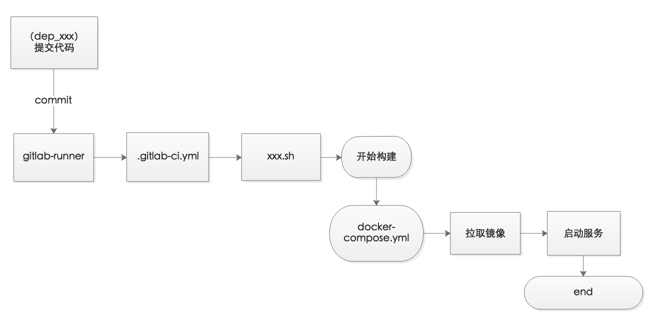 （dep_xxx）
提交代码
commit
gitlab-runner
.gitlab-ci.yml
xxx.sh
开始构建
docker-
compose.yml
拉取镜像
启动服务
end